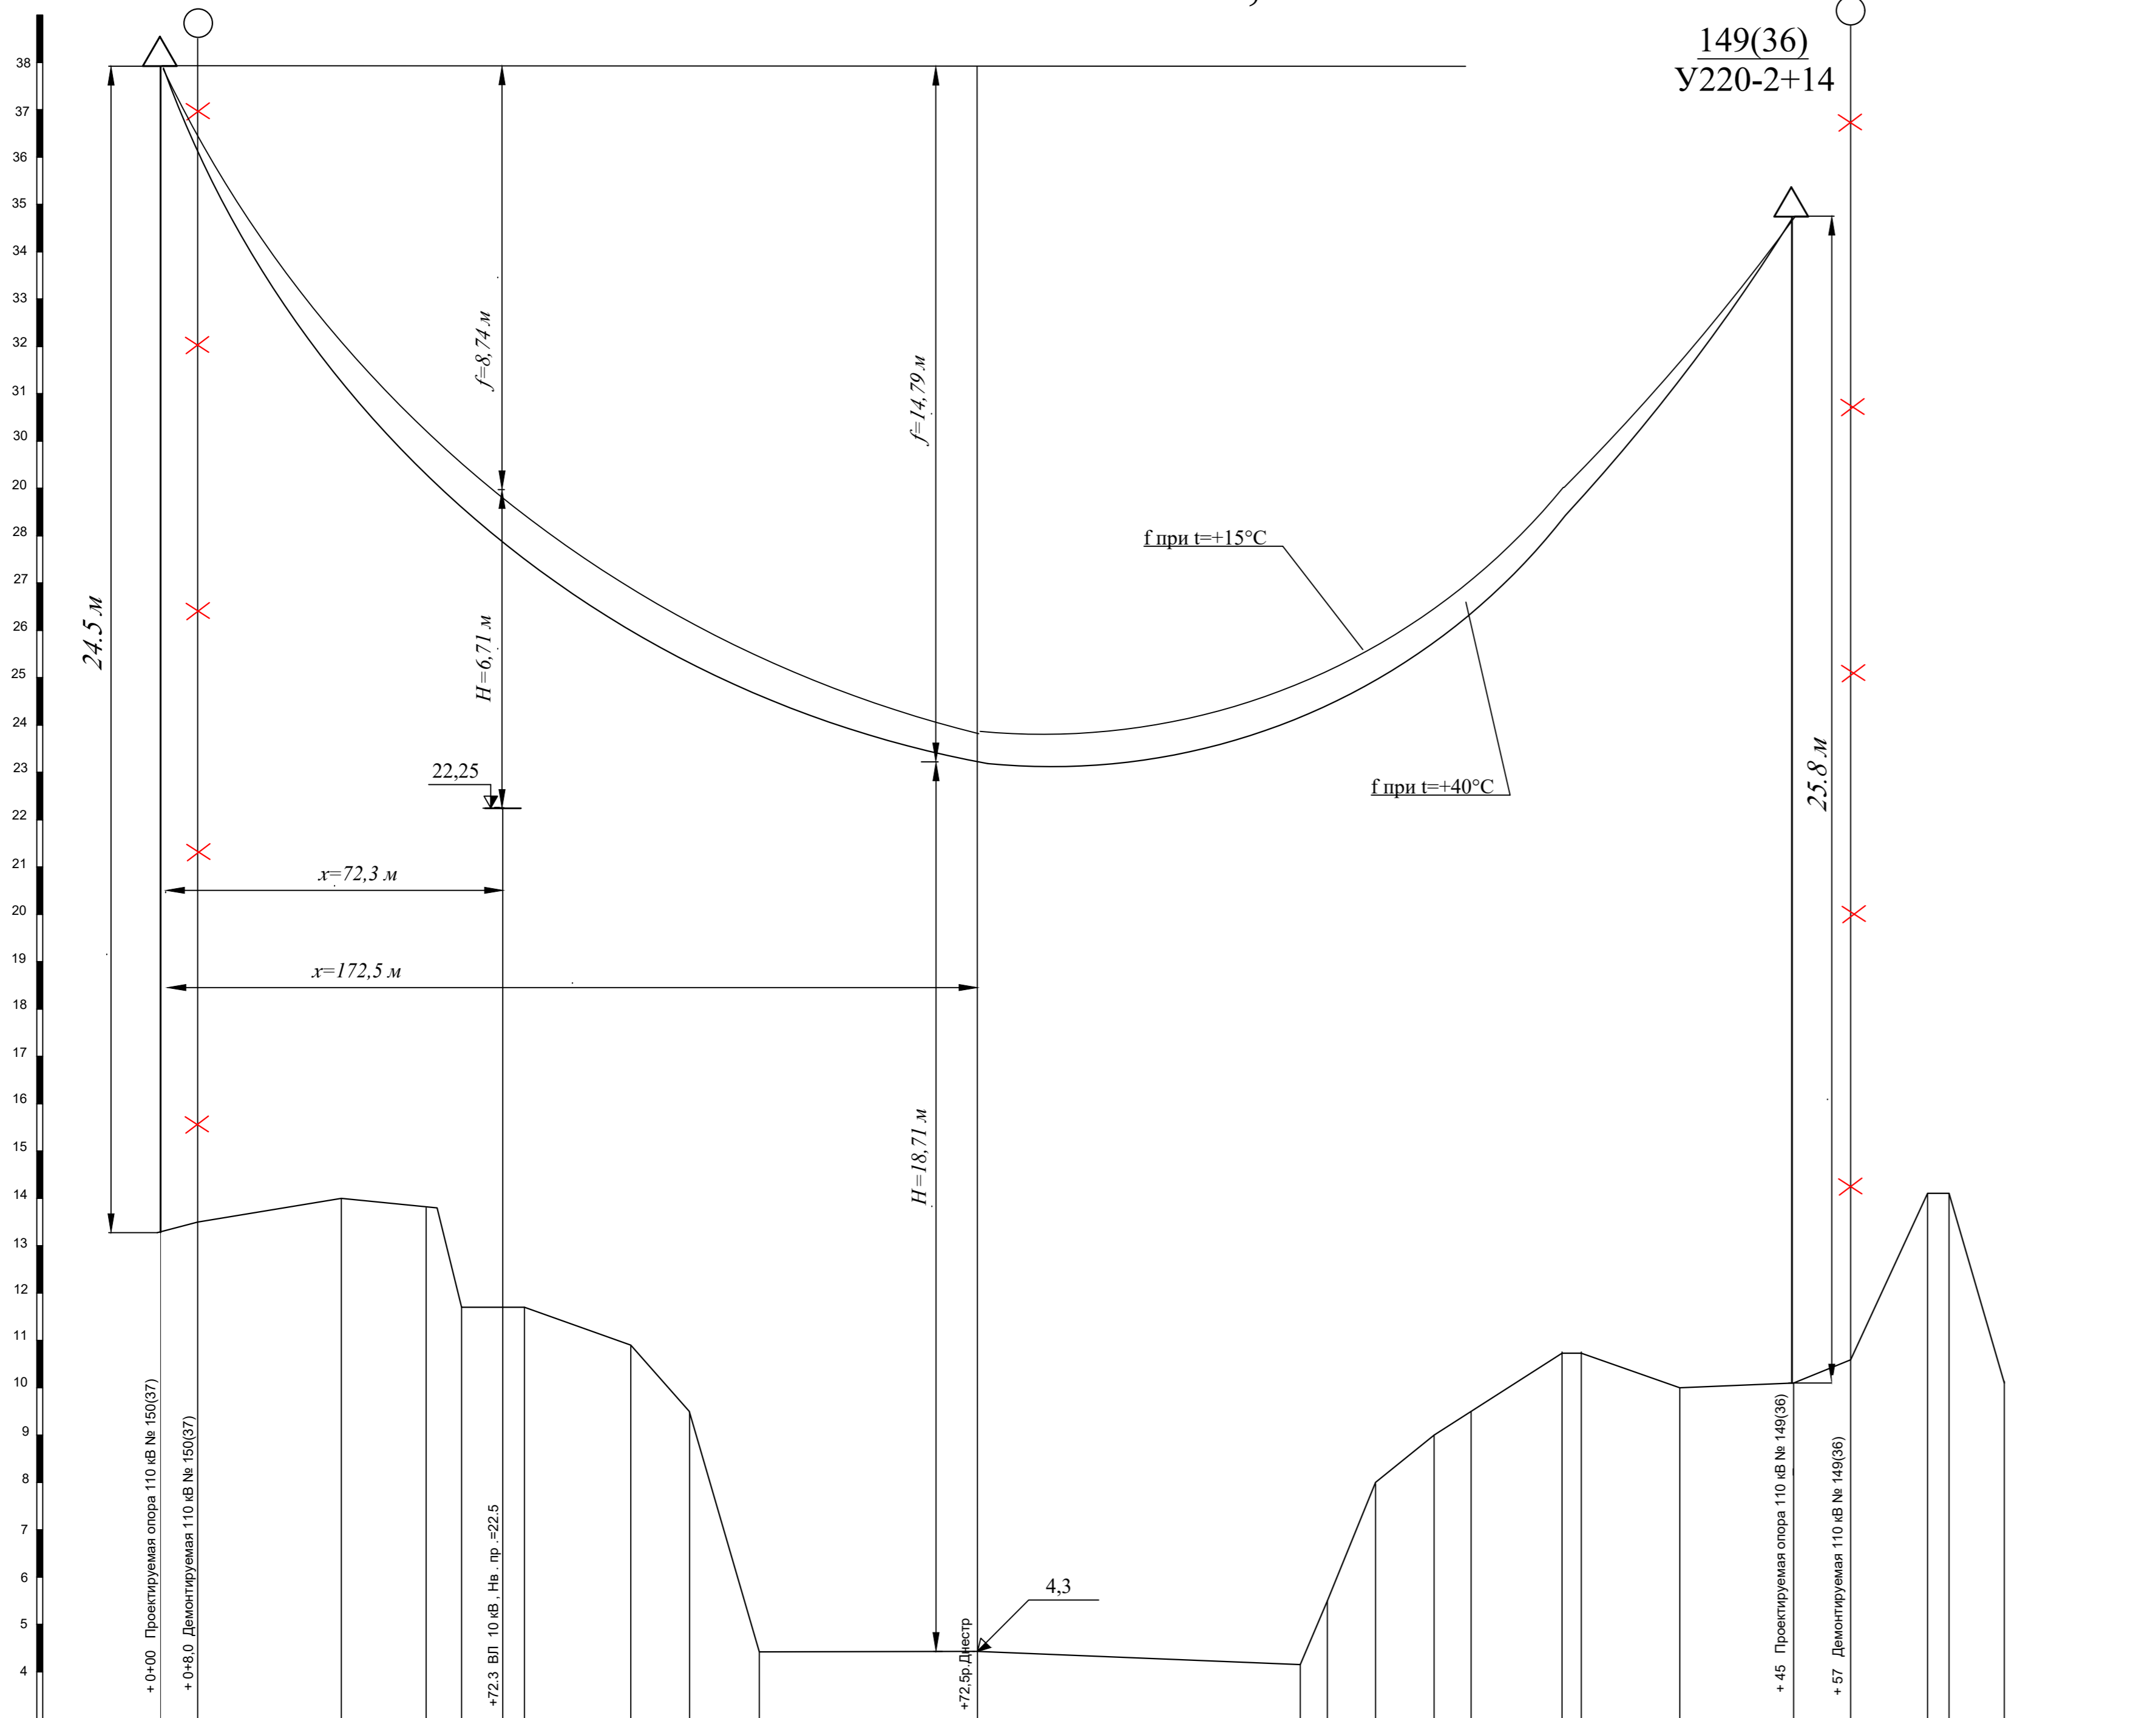 149(36)
У220-2+14
38
37
36
35
34
33
32
31
30
20
28
27
26
25
24
23
22
21
20
19
18
17
16
15
14
13
12
11
10
9
8
7
6
5
4
24.5 м
f=8,74 м
H=6,71 м
f=14,79 м
H=18,71 м
f при t=+15°C
f при t=+40°C
22,25
x=72,3 м
x=172,5 м
25.8 м
4,3
+ 0+00 Проектируемая опора 110 кВ № 150(37)
+ 0+8,0 Демонтируемая 110 кВ № 150(37)
+72.3 ВЛ 10 кВ , Нв . пр .=22.5
+72,5р.Днестр
+ 45 Проектируемая опора 110 кВ № 149(36)
+ 57 Демонтируемая 110 кВ № 149(36)